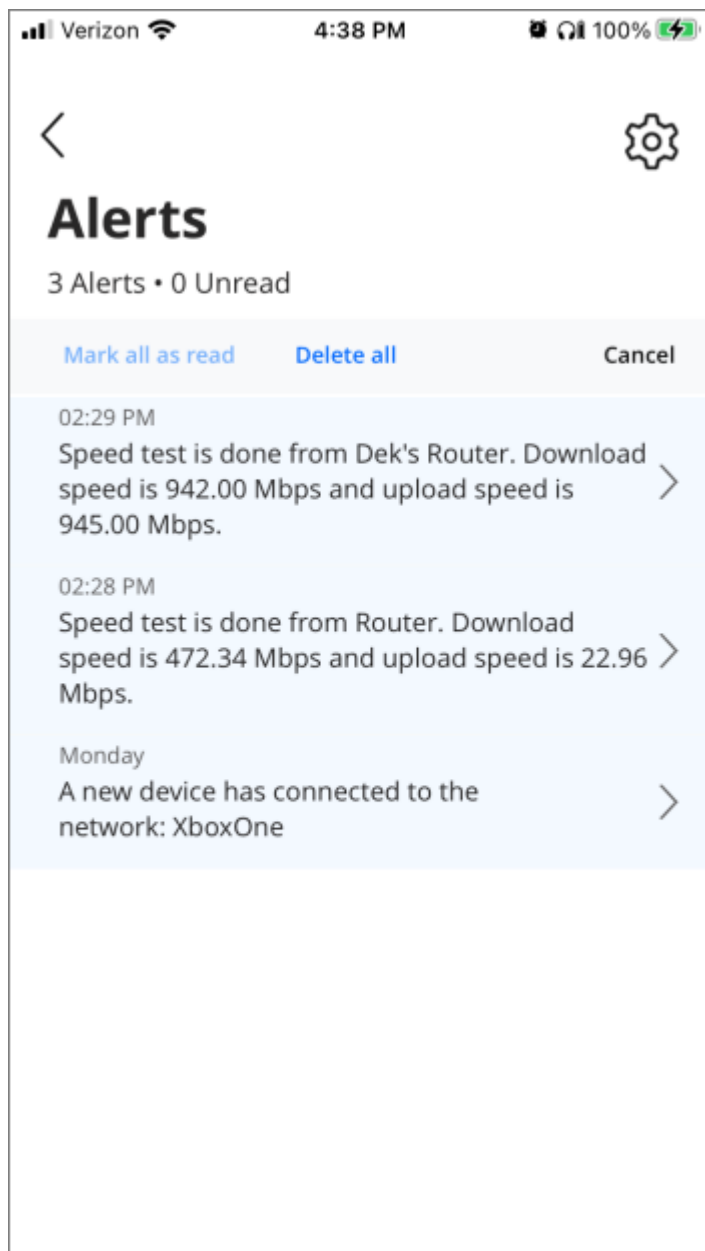 Verizon 4:38 PM 100%
Alerts
3 Alerts • 0 Unread
Mark all as read Delete all Cancel
02:29 PM
Speed test is done from Dek's Router. Download
speed is 942.00 Mbps and upload speed is
945.00 Mbps.
02:28 PM
Speed test is done from Router. Download
speed is 472.34 Mbps and upload speed is 22.96
Mbps.
Monday
A new device has connected to the
network: XboxOne